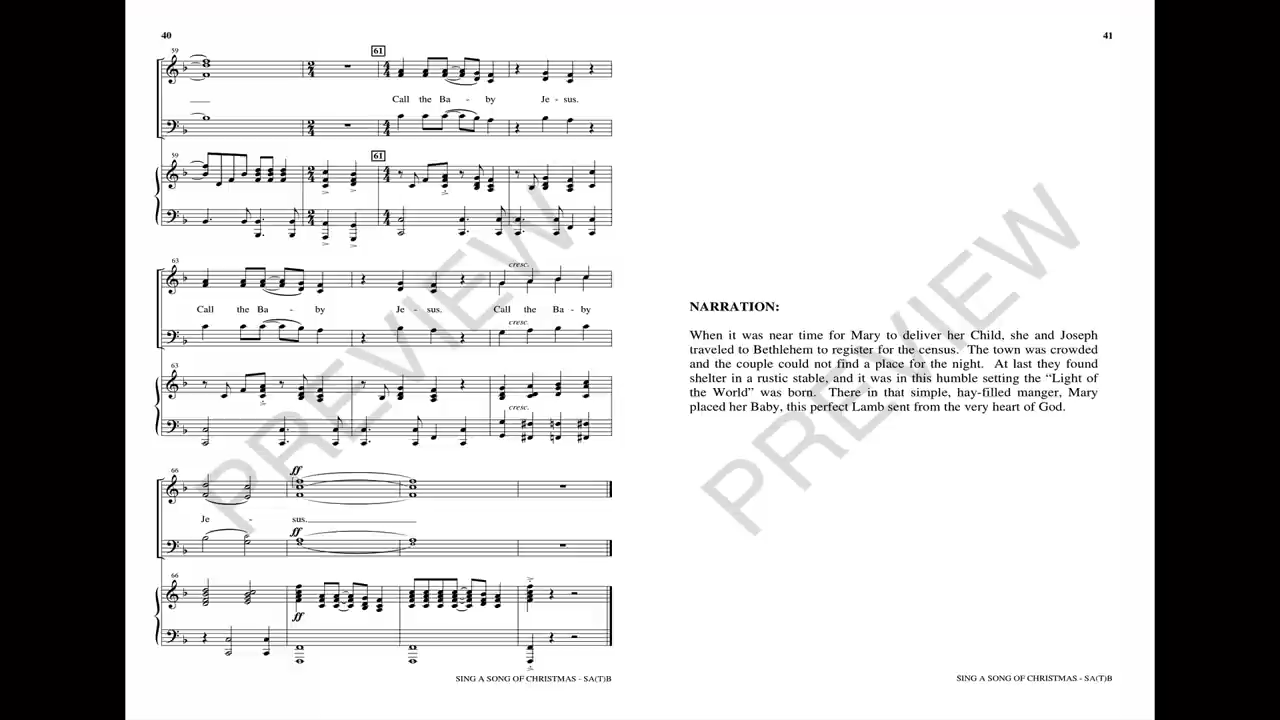 40
59
61
Call the Ba - by Je - sus.
59
61
63
cresc.
Call the Ba - by Je - sus. Call the Ba - by
cresc.
63
cresc.
66
ff
Je - sus.
ff
66
ff
SING A SONG OF CHRISTMAS - SA(T)B
PREVIEW
41
NARRATION:
When it was near time for Mary to deliver her Child, she and Joseph
traveled to Bethlehem to register for the census. The town was crowded
and the couple could not find a place for the night. At last they found
shelter in a rustic stable, and it was in this humble setting the “Light of
the World” was born. There in that simple, hay-filled manger, Mary
placed her Baby, this perfect Lamb sent from the very heart of God.
SING A SONG OF CHRISTMAS - SA(T)B
PREVIEW